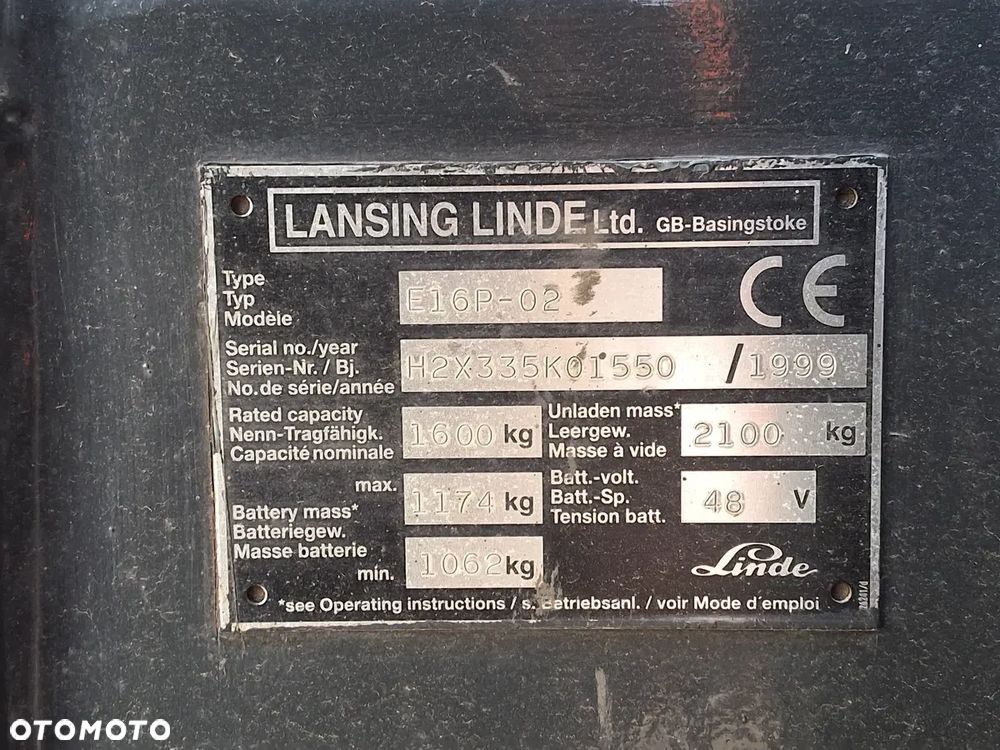 LANSING LINDE Ltd. GB-Basingstoke
Type
Typ
Modèle
E16P-02
CE
Serial no./year
Serien-Nr. / Bj.
No. de série/année
H2X335K01550 / 1999
Rated capacity
Nenn-Tragfähigk.
Capacité nominale
1600 kg
Unladen mass*
Leergew.
Masse à vide
2100 kg
max.
1174 kg
Battery mass*
Batteriegew.
Masse batterie
min.
1062 kg
Batt.-volt.
Batt.-Sp.
Tension batt.
48 V
Linde
*see Operating instructions / s. Betriebsanl. / voir Mode d'emploi
OTOMOTO